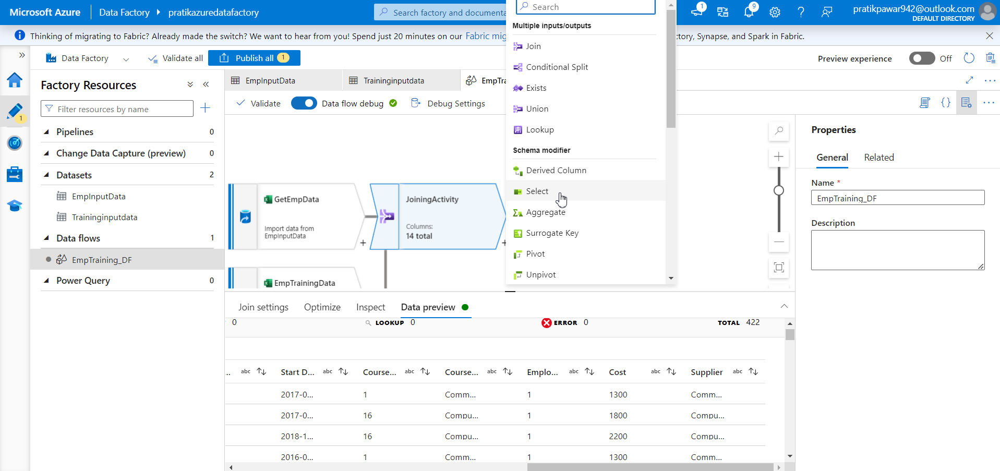 Microsoft Azure
Data Factory
pratikazuredatafactory
Search factory and documenta
1
9
pratikpawar942@outlook.com
DEFAULT DIRECTORY
Thinking of migrating to Fabric? Already made the switch? We want to hear from you! Spend just 20 minutes on our Fabric mig
tory, Synapse, and Spark in Fabric.
Data Factory
Validate all
Publish all
1
Preview experience
Off
1
Factory Resources
Filter resources by name
Pipelines
0
Change Data Capture (preview)
0
Datasets
2
EmpInputData
Traininginputdata
Data flows
1
EmpTraining_DF
Power Query
0
EmpInputData
Traininginputdata
EmpTra
Validate
Data flow debug
Debug Settings
GetEmpData
Import data from
EmpInputData
+
JoiningActivity
Columns:
14 total
+
EmpTrainingData
Search
Multiple inputs/outputs
Join
Conditional Split
Exists
Union
Lookup
Schema modifier
Derived Column
Select
Aggregate
Surrogate Key
Pivot
Unpivot
Join settings
Optimize
Inspect
Data preview
0
LOOKUP 0
ERROR 0
TOTAL 422
... abc
Start D... abc
Course... abc
Course... abc
Emplo... abc
Cost abc
Supplier abc
2017-0... 1 Comm... 1 1300 Comm...
2017-0... 16 Compu... 1 1800 Compu...
2018-1... 16 Compu... 1 2200 Compu...
2016-0... 1 Comm... 1 1300 Comm...
Properties
General
Related
Name *
EmpTraining_DF
Description